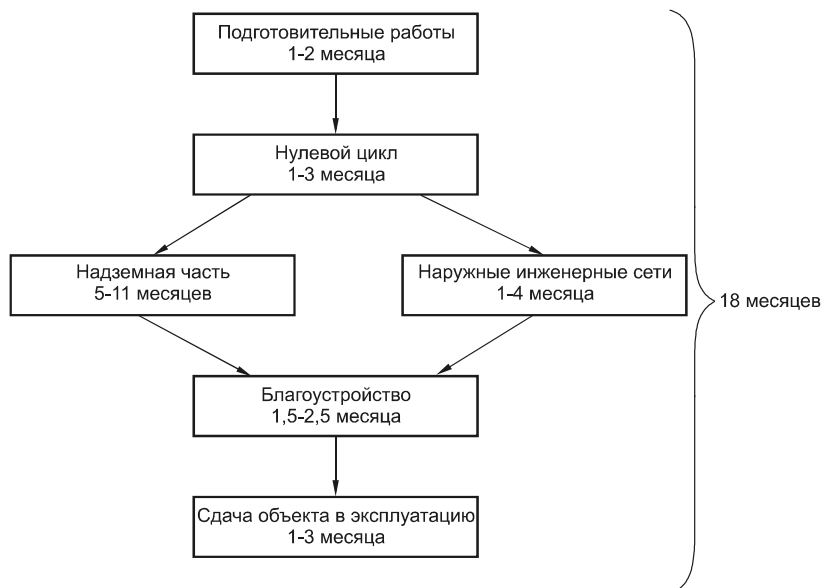 Подготовительные работы
1-2 месяца
Нулевой цикл
1-3 месяца
Надземная часть
5-11 месяцев
Наружные инженерные сети
1-4 месяца
18 месяцев
Благоустройство
1,5-2,5 месяца
Сдача объекта в эксплуатацию
1-3 месяца